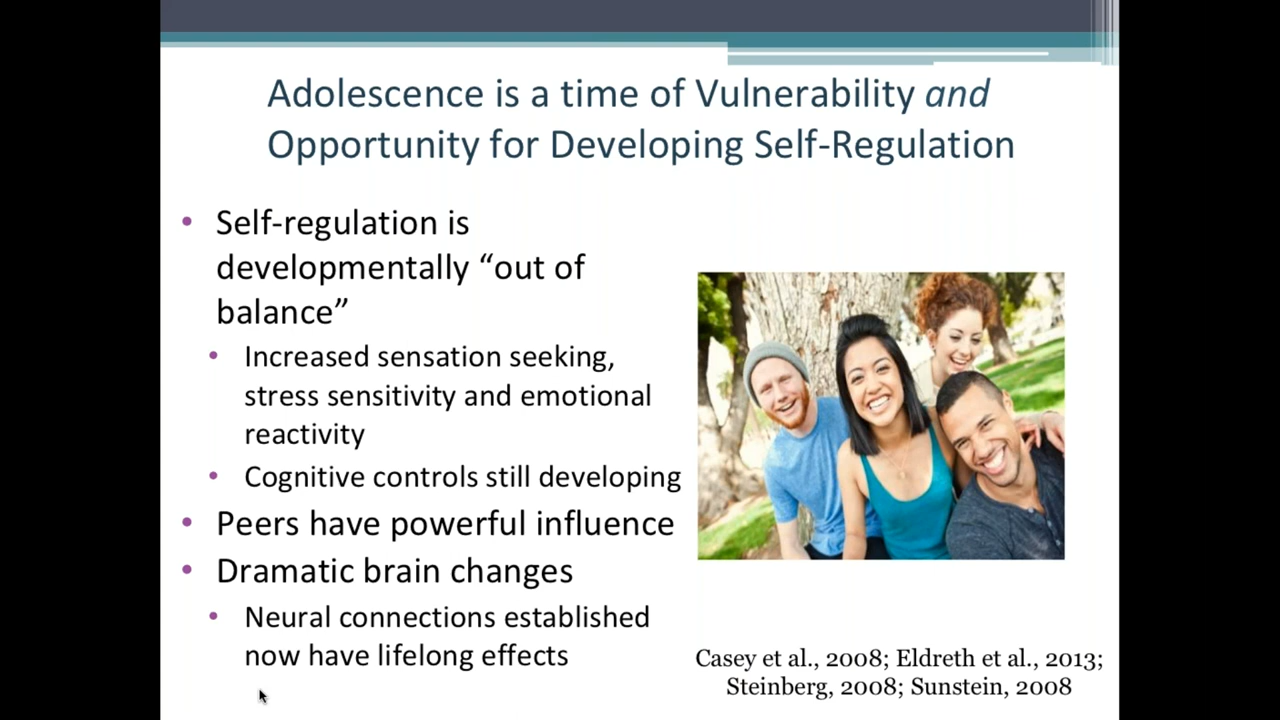 Adolescence is a time of Vulnerability and
Opportunity for Developing Self-Regulation
• Self-regulation is
developmentally “out of
balance”
• Increased sensation seeking,
stress sensitivity and emotional
reactivity
• Cognitive controls still developing
• Peers have powerful influence
• Dramatic brain changes
• Neural connections established
now have lifelong effects
Casey et al., 2008; Eldreth et al., 2013;
Steinberg, 2008; Sunstein, 2008